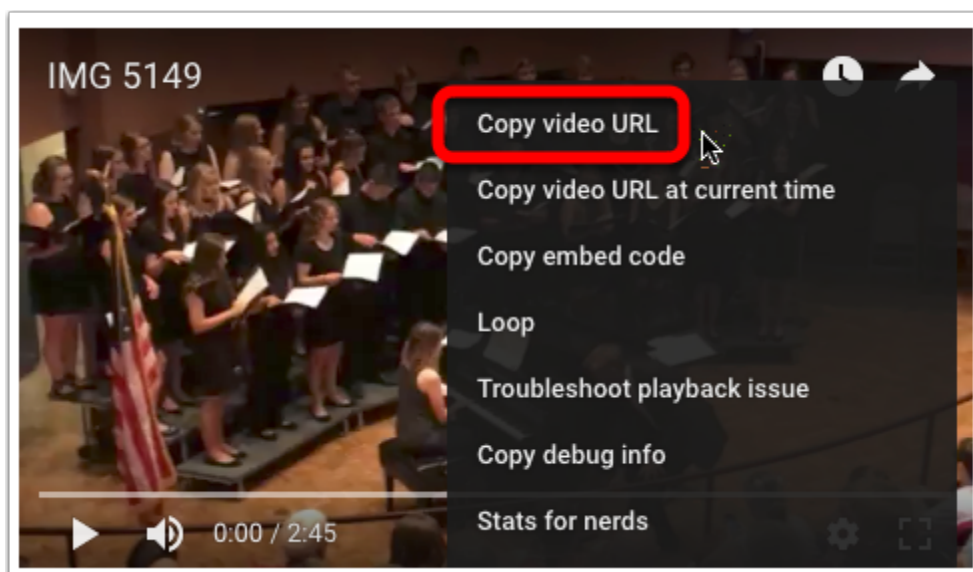 IMG 5149
Copy video URL
Copy video URL at current time
Copy embed code
Loop
Troubleshoot playback issue
Copy debug info
Stats for nerds
0:00 / 2:45